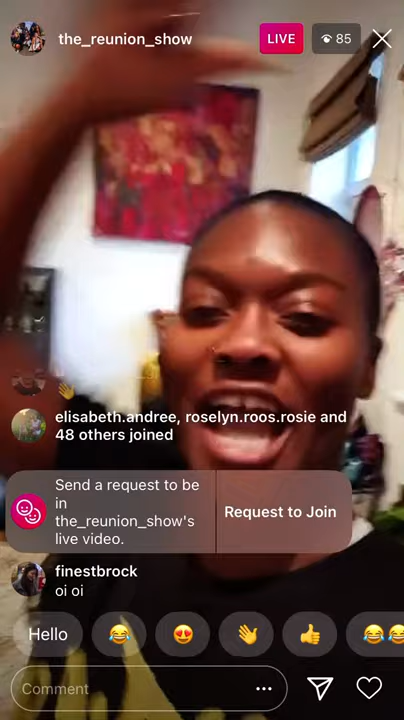 the_reunion_show
LIVE
85
elisabeth.andree, roselyn.roos.rosie and
48 others joined
Send a request to be
in
the_reunion_show's
live video.
Request to Join
finestbrock
oi oi
Hello
Comment